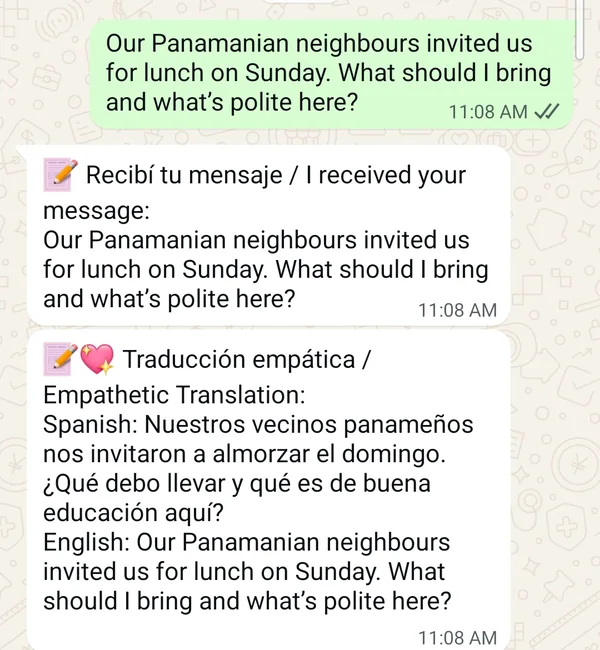 Our Panamanian neighbours invited us
for lunch on Sunday. What should I bring
and what’s polite here?
11:08 AM
Recibí tu mensaje / I received your
message:
Our Panamanian neighbours invited us
for lunch on Sunday. What should I bring
and what’s polite here?
11:08 AM
Traducción empática /
Empathetic Translation:
Spanish: Nuestros vecinos panameños
nos invitaron a almorzar el domingo.
¿Qué debo llevar y qué es de buena
educación aquí?
English: Our Panamanian neighbours
invited us for lunch on Sunday. What
should I bring and what’s polite here?
11:08 AM